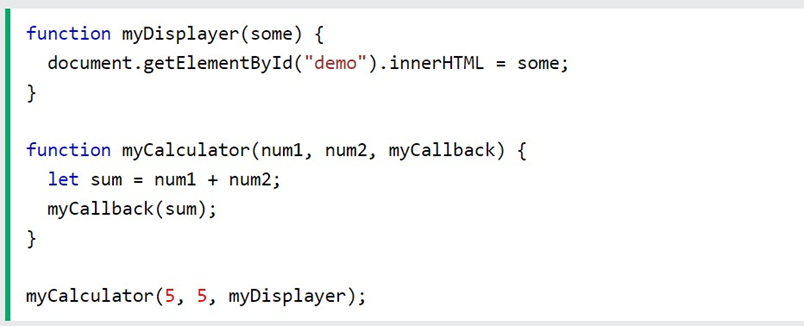 function myDisplayer(some) {
  document.getElementById("demo").innerHTML = some;
}

function myCalculator(num1, num2, myCallback) {
  let sum = num1 + num2;
  myCallback(sum);
}

myCalculator(5, 5, myDisplayer);